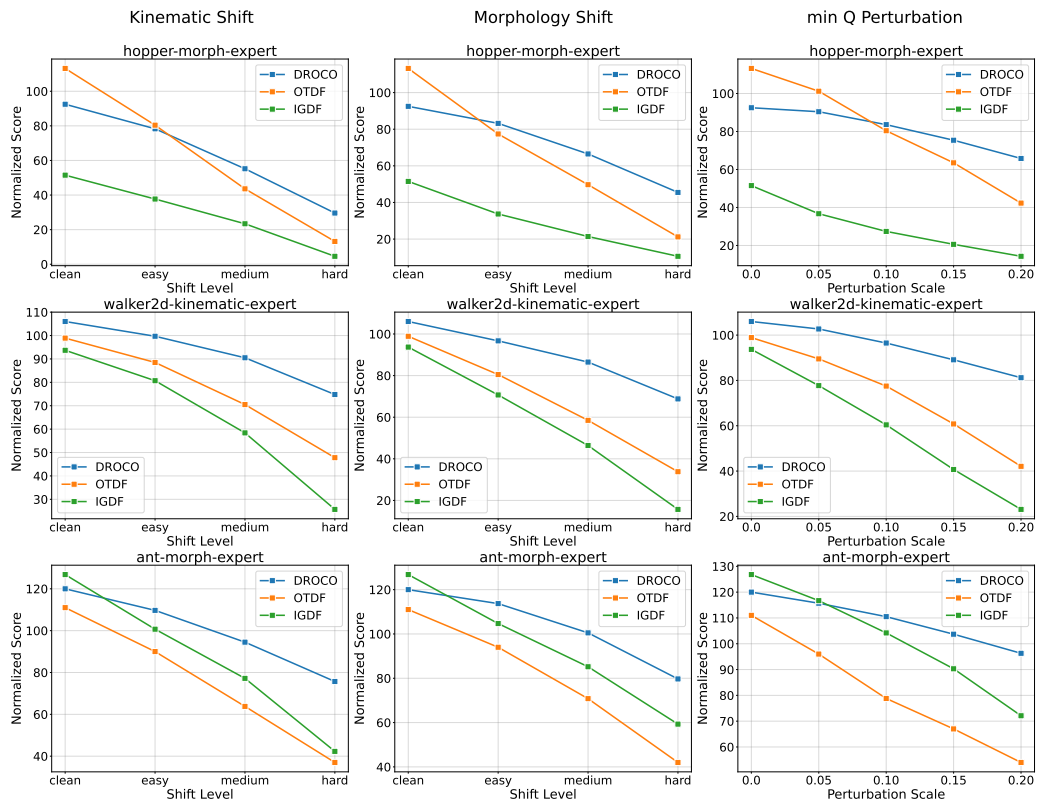 Kinematic Shift
Morphology Shift
min Q Perturbation
hopper-morph-expert
Normalized Score
100
80
60
40
20
0
DROCO
OTDF
IGDF
clean easy medium hard
Shift Level
hopper-morph-expert
Normalized Score
100
80
60
40
20
DROCO
OTDF
IGDF
clean easy medium hard
Shift Level
hopper-morph-expert
Normalized Score
100
80
60
40
20
DROCO
OTDF
IGDF
0.0 0.05 0.10 0.15 0.20
Perturbation Scale
walker2d-kinematic-expert
Normalized Score
110
100
90
80
70
60
50
40
30
DROCO
OTDF
IGDF
clean easy medium hard
Shift Level
walker2d-kinematic-expert
Normalized Score
100
80
60
40
20
DROCO
OTDF
IGDF
clean easy medium hard
Shift Level
walker2d-kinematic-expert
Normalized Score
100
80
60
40
20
DROCO
OTDF
IGDF
0.0 0.05 0.10 0.15 0.20
Perturbation Scale
ant-morph-expert
Normalized Score
120
100
80
60
40
DROCO
OTDF
IGDF
clean easy medium hard
Shift Level
ant-morph-expert
Normalized Score
120
100
80
60
40
DROCO
OTDF
IGDF
clean easy medium hard
Shift Level
ant-morph-expert
Normalized Score
130
120
110
100
90
80
70
60
DROCO
OTDF
IGDF
0.0 0.05 0.10 0.15 0.20
Perturbation Scale